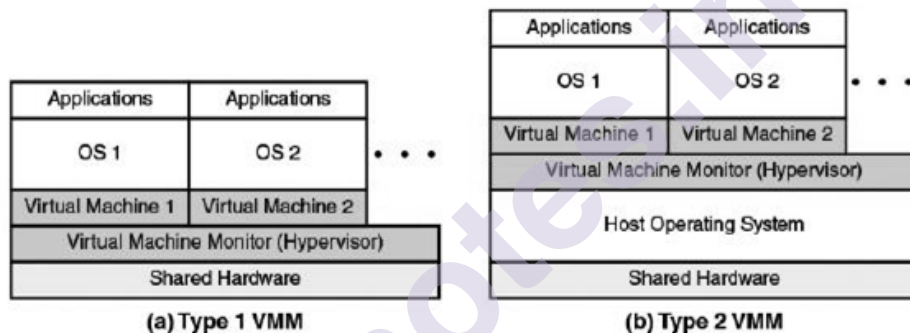 Applications Applications
OS 1 OS 2
Virtual Machine 1 Virtual Machine 2
Virtual Machine Monitor (Hypervisor)
Shared Hardware
(a) Type 1 VMM
Applications Applications
OS 1 OS 2
Virtual Machine 1 Virtual Machine 2
Virtual Machine Monitor (Hypervisor)
Host Operating System
Shared Hardware
(b) Type 2 VMM
otes.in